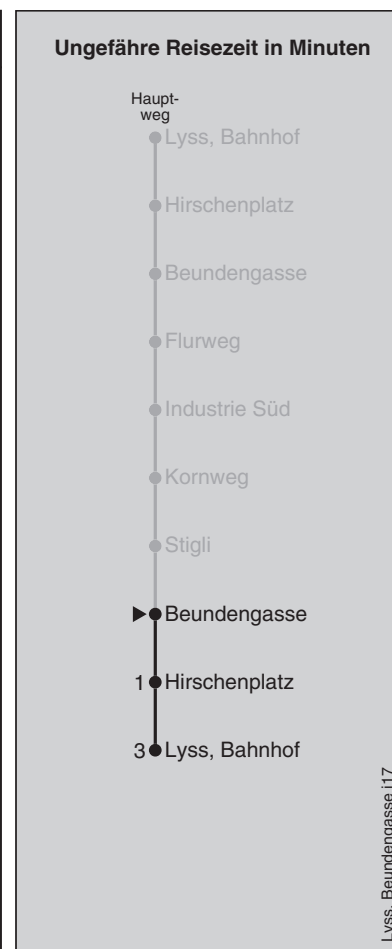 Ungefähre Reisezeit in Minuten
Haupt-
weg
Lyss, Bahnhof
Hirschenplatz
Beundengasse
Flurweg
Industrie Süd
Kornweg
Stigli
Beundengasse
1 Hirschenplatz
3 Lyss, Bahnhof
Lyss, Beundengasse j17